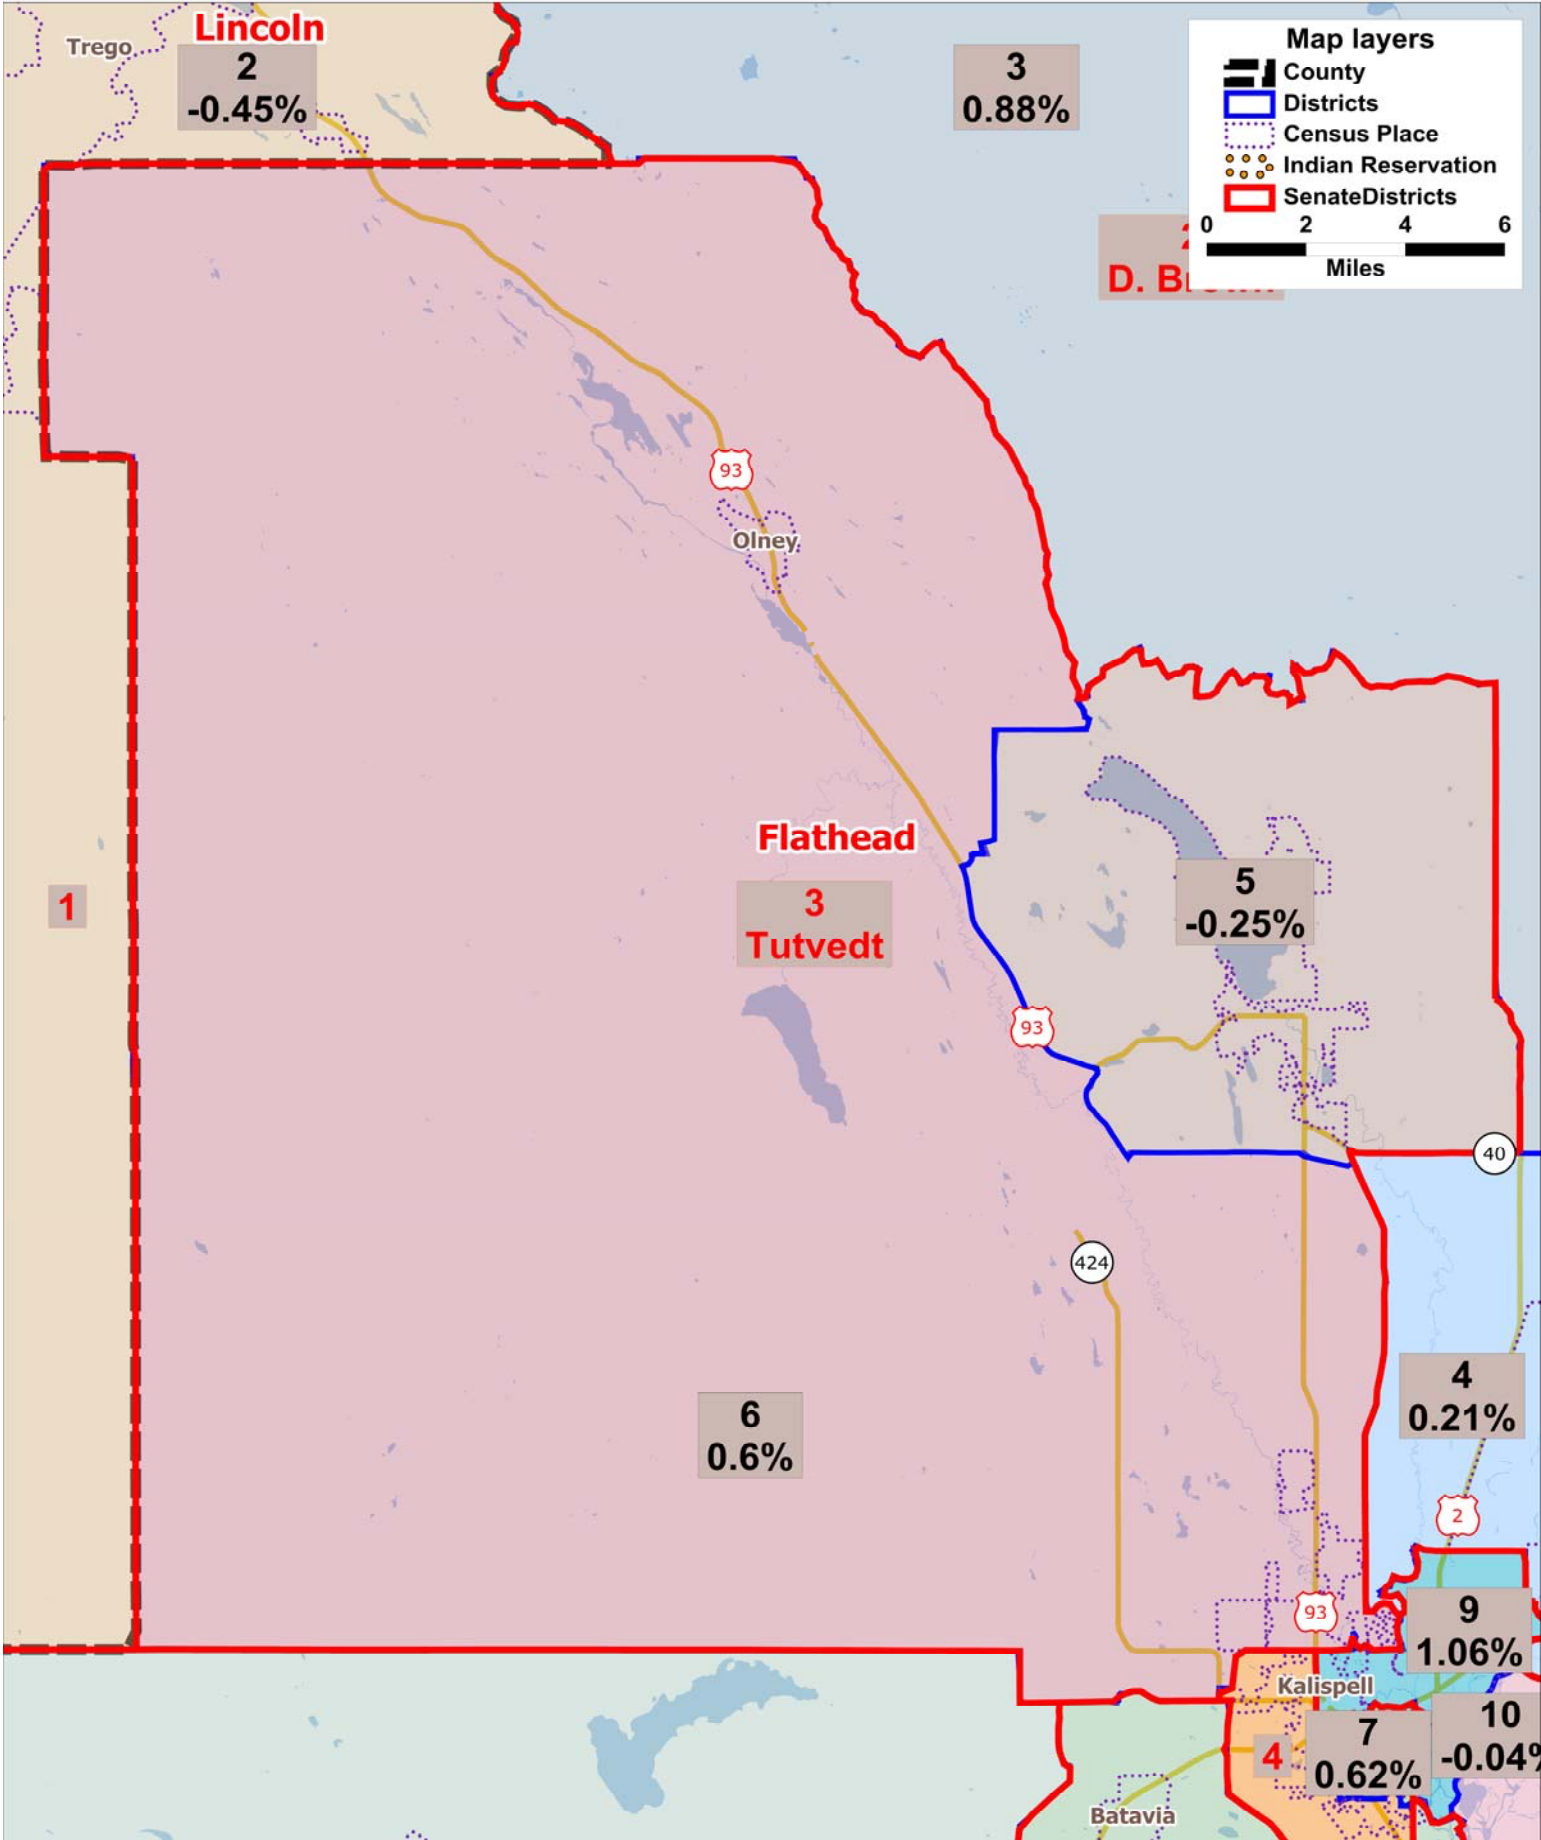 Lincoln
Trego
2
-0.45%
3
0.88%
Map layers
County
Districts
Census Place
Indian Reservation
SenateDistricts
0 2 4 6
Miles
D.
93
Olney
Flathead
3
Tutvedt
1
5
-0.25%
93
40
424
4
0.21%
6
0.6%
2
93
9
1.06%
Kalispell
10
-0.04%
7
0.62%
4
Batavia